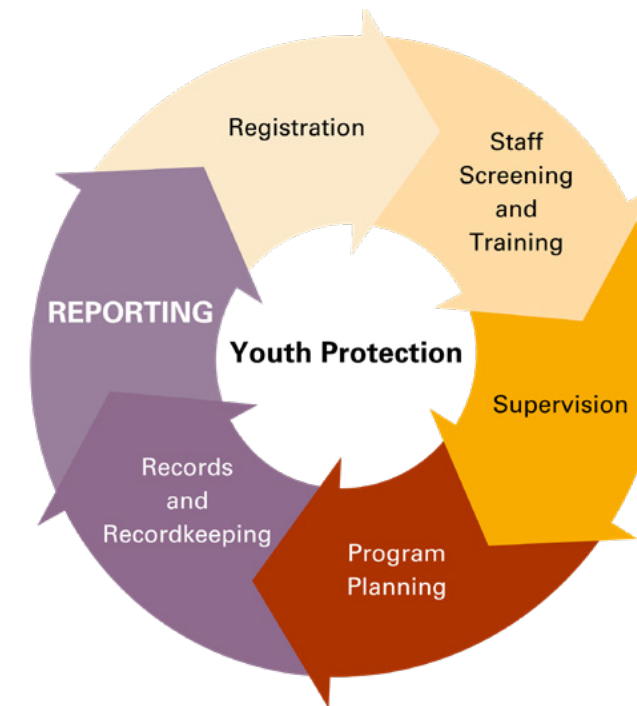 Registration
Staff
Screening
and
Training
Supervision
Program
Planning
Records
and
Recordkeeping
REPORTING
Youth Protection